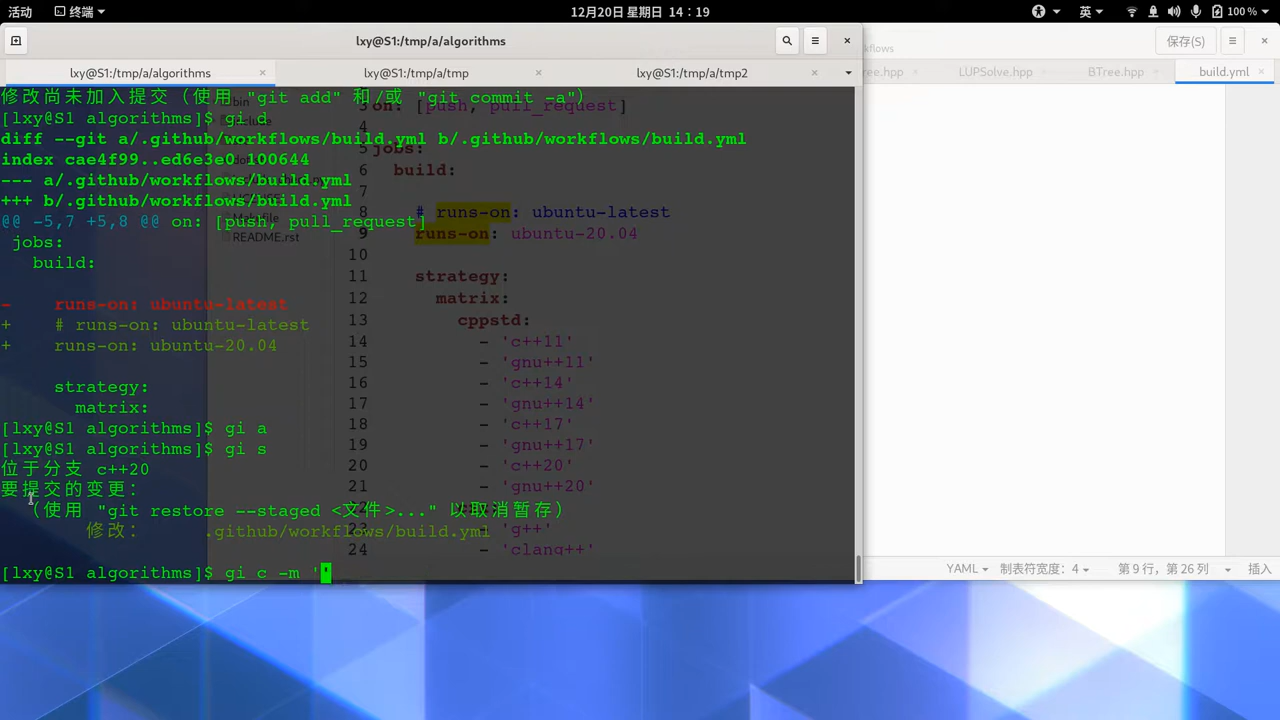 活动 终端 12月20日 星期日 14：19 英 100 %
lxy@S1:/tmp/a/algorithms
lxy@S1:/tmp/a/algorithms lxy@S1:/tmp/a/tmp lxy@S1:/tmp/a/tmp2
保存(S)
LUPSolve.hpp BTree.hpp build.yml
修改尚未加入提交（使用 "git add" 和/或 "git commit -a"）
[lxy@S1 algorithms]$ gi d
diff --git a/.github/workflows/build.yml b/.github/workflows/build.yml
index cae4f99..ed6e3e0 100644
--- a/.github/workflows/build.yml
+++ b/.github/workflows/build.yml
@@ -5,7 +5,8 @@ on: [push, pull_request]
jobs:
build:
- runs-on: ubuntu-latest
+ # runs-on: ubuntu-latest
+ runs-on: ubuntu-20.04
strategy:
matrix:
[lxy@S1 algorithms]$ gi a
[lxy@S1 algorithms]$ gi s
位于分支 c++20
要提交的变更：
（使用 "git restore --staged <文件>..." 以取消暂存）
修改： .github/workflows/build.yml
[lxy@S1 algorithms]$ gi c -m ''
bin
README.rst
3 on: [push, pull_request]
4
5 jobs:
6 build:
7
8 # runs-on: ubuntu-latest
9 runs-on: ubuntu-20.04
10
11 strategy:
12 matrix:
13 cppstd:
14 - 'c++11'
15 - 'gnu++11'
16 - 'c++14'
17 - 'gnu++14'
18 - 'c++17'
19 - 'gnu++17'
20 - 'c++20'
21 - 'gnu++20'
23 - 'g++'
24 - 'clang++'
YAML 制表符宽度：4 第 9 行，第 26 列 插入